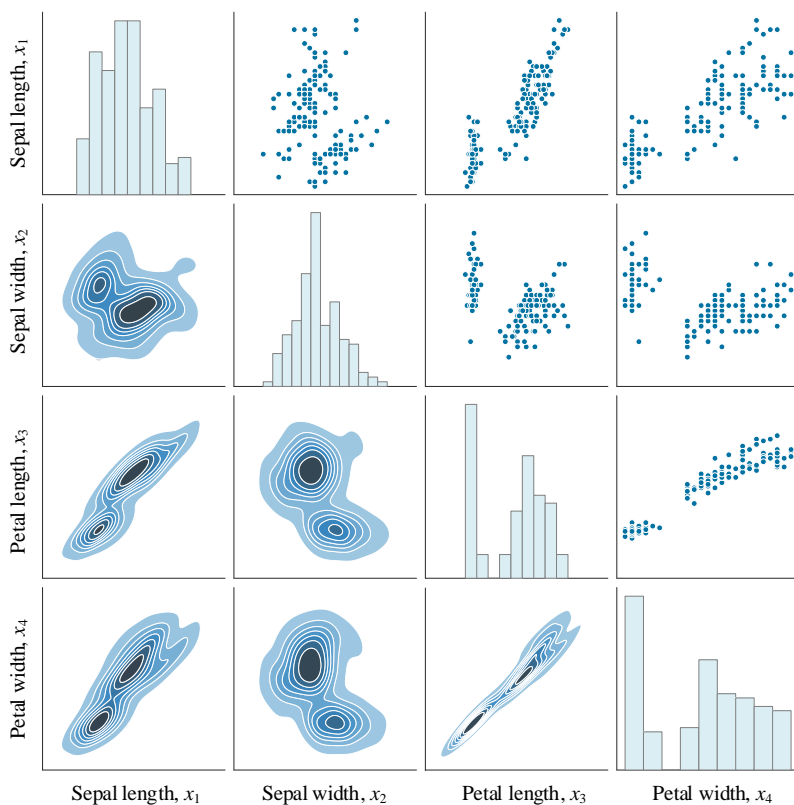 Sepal length, x₁
Sepal width, x₂
Petal length, x₃
Petal width, x₄
Sepal length, x₁
Sepal width, x₂
Petal length, x₃
Petal width, x₄